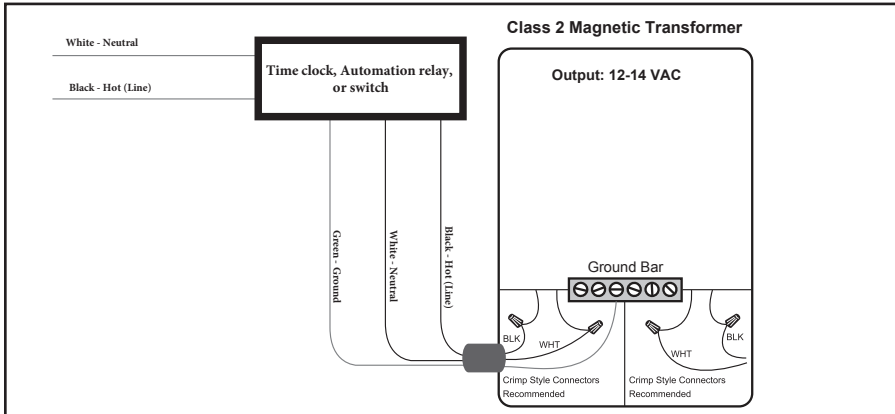 Class 2 Magnetic Transformer
White - Neutral
Black - Hot (Line)
Time clock, Automation relay,
or switch
Output: 12-14 VAC
Green - Ground
White - Neutral
Black - Hot (Line)
Ground Bar
BLK
WHT
WHT
BLK
Crimp Style Connectors
Recommended
Crimp Style Connectors
Recommended